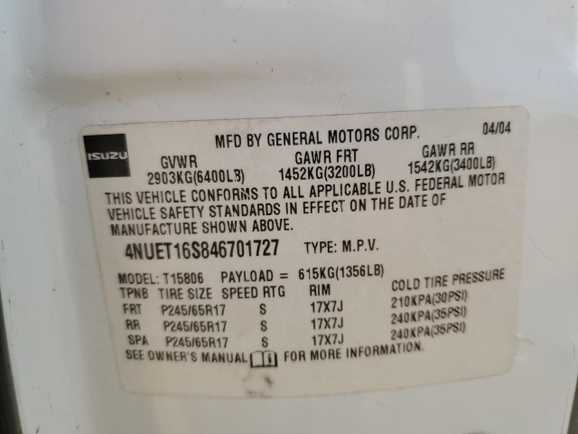 MFD BY GENERAL MOTORS CORP. 04/04
ISUZU
GVWR GAWR FRT GAWR RR
2903KG(6400LB) 1452KG(3200LB) 1542KG(3400LB)
THIS VEHICLE CONFORMS TO ALL APPLICABLE U.S. FEDERAL MOTOR
VEHICLE SAFETY STANDARDS IN EFFECT ON THE DATE OF
MANUFACTURE SHOWN ABOVE.
4NUET16S846701727 TYPE: M.P.V.
MODEL: T15806 PAYLOAD = 615KG(1356LB)
TPNB TIRE SIZE SPEED RTG RIM COLD TIRE PRESSURE
FRT P245/65R17 S 17X7J 210KPA(30PSI)
RR P245/65R17 S 17X7J 240KPA(35PSI)
SPA P245/65R17 S 17X7J 240KPA(35PSI)
SEE OWNER'S MANUAL FOR MORE INFORMATION.